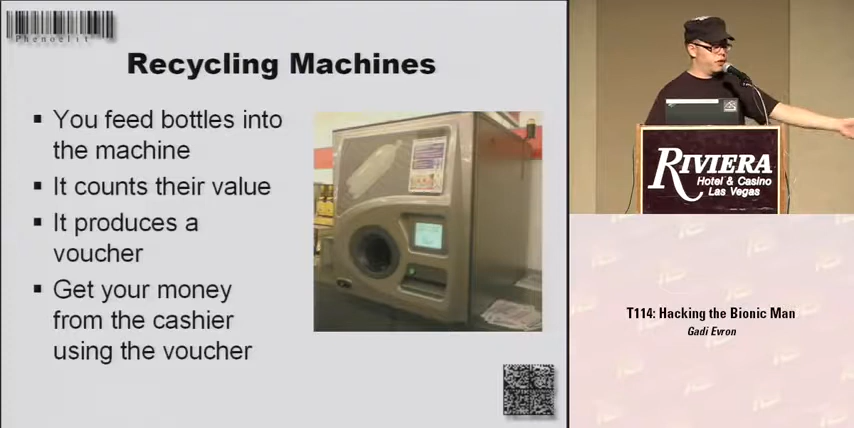 Phenoelit
Recycling Machines
▪ You feed bottles into
the machine
▪ It counts their value
▪ It produces a
voucher
▪ Get your money
from the cashier
using the voucher
RIVIERA
Hotel & Casino
Las Vegas
T114: Hacking the Bionic Man
Gadi Evron